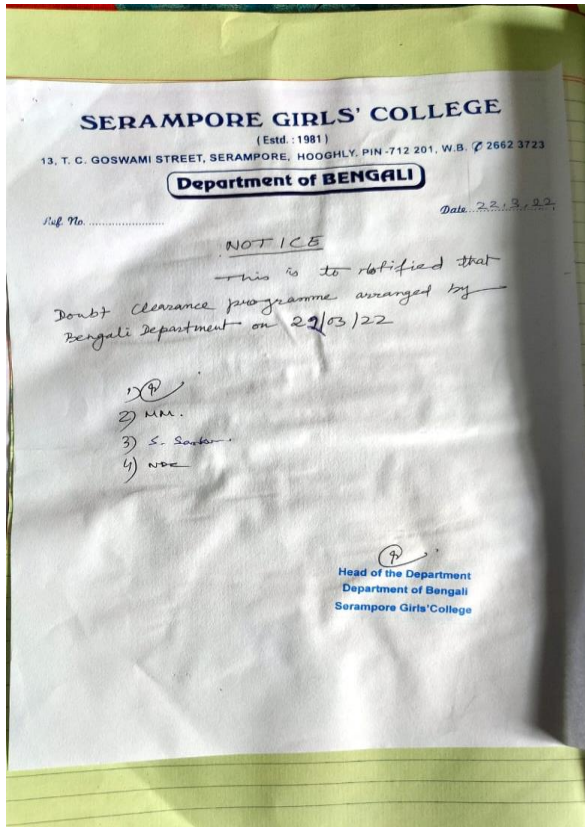 SERAMPORE GIRLS' COLLEGE
( Estd. : 1981 )
13, T. C. GOSWAMI STREET, SERAMPORE, HOOGHLY. PIN -712 201, W.B. ✆ 2662 3723
Department of BENGALI
Ref. No. ........................
Date 22.3.22
NOTICE
This is to notified that
Doubt Clearance programme arranged by
Bengali Department on 29/03/22
1)
2) MM.
3) S. Sarkar.
4) NDC
Head of the Department
Department of Bengali
Serampore Girls'College